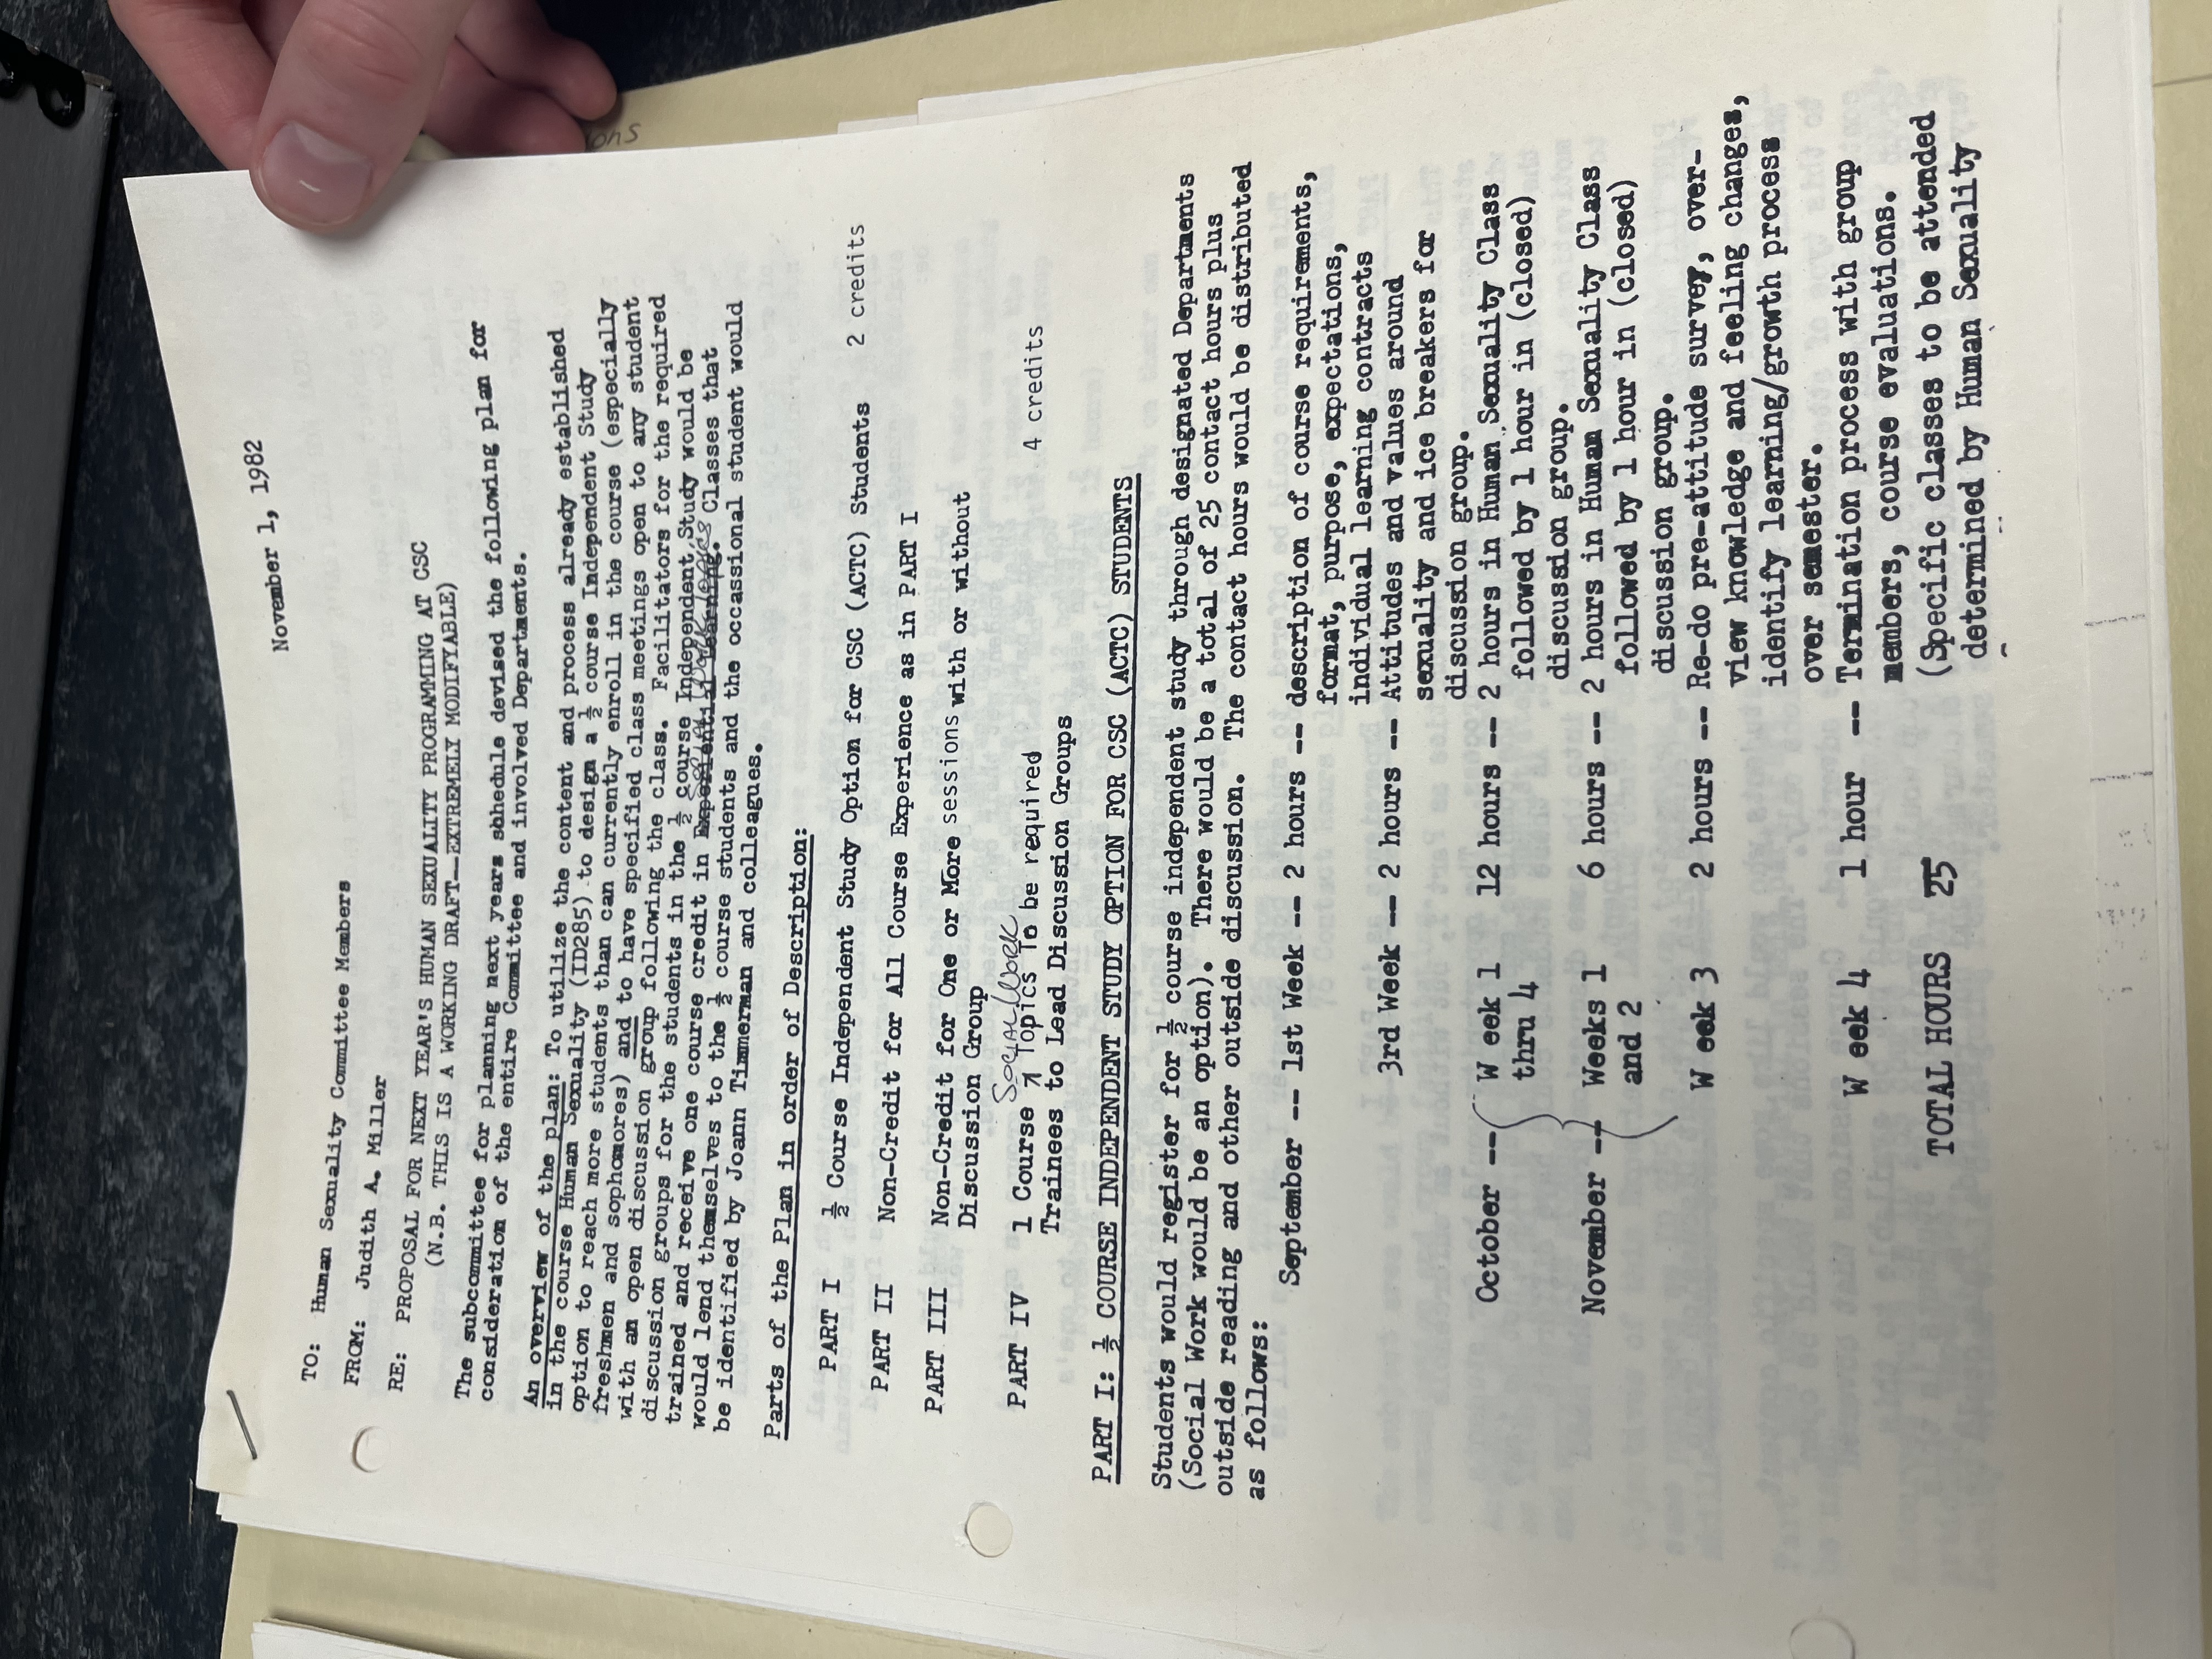 November 1, 1982
TO: Human Sexuality Committee Members
FROM: Judith A. Miller
RE: PROPOSAL FOR NEXT YEAR'S HUMAN SEXUALITY PROGRAMMING AT CSC
(N.B. THIS IS A WORKING DRAFT—EXTREMELY MODIFYABLE)
The subcommittee for planning next years shhedule devised the following plan for
consideration of the entire Committee and involved Departments.
An overview of the plan: To utilize the content and process already established
in the course Human Sexuality (ID285) to design a ½ course Independent Study
option to reach more students than can currently enroll in the course (especially
freshmen and sophomores) and to have specified class meetings open to any student
with an open discussion group following the class. Facilitators for the required
discussion groups for the students in the ½ course Independent Study would be
Social Work Topics
trained and receive one course credit in Experiential Learning. Classes that
would lend themselves to the ½ course students and the occassional student would
be identified by Joann Timmerman and colleagues.
Parts of the Plan in order of Description:
PART I ½ Course Independent Study Option for CSC (ACTC) Students 2 credits
PART II Non-Credit for All Course Experience as in PART I
PART III Non-Credit for One or More sessions with or without
Discussion Group
Social Work
PART IV 1 Course Topics To be required 4 credits
Trainees to Lead Discussion Groups
PART I: ½ COURSE INDEPENDENT STUDY OPTION FOR CSC (ACTC) STUDENTS
Students would register for ½ course independent study through designated Departments
(Social Work would be an option). There would be a total of 25 contact hours plus
outside reading and other outside discussion. The contact hours would be distributed
as follows:
September -- 1st Week -- 2 hours -- description of course requirements,
format, purpose, expectations,
individual learning contracts
3rd Week -- 2 hours -- Attitudes and values around
sexuality and ice breakers for
discussion group.
October -- W eek 1 12 hours -- 2 hours in Human Sexuality Class
thru 4 followed by 1 hour in (closed)
discussion group.
November -- Weeks 1 6 hours -- 2 hours in Human Sexuality Class
and 2 followed by 1 hour in (closed)
discussion group.
W eek 3 2 hours -- Re-do pre-attitude survey, over-
view knowledge and feeling changes,
identify learning/growth process
over semester.
W eek 4 1 hour -- Termination process with group
members, course evaluations.
TOTAL HOURS 25 (Specific classes to be attended
determined by Human Sexuality